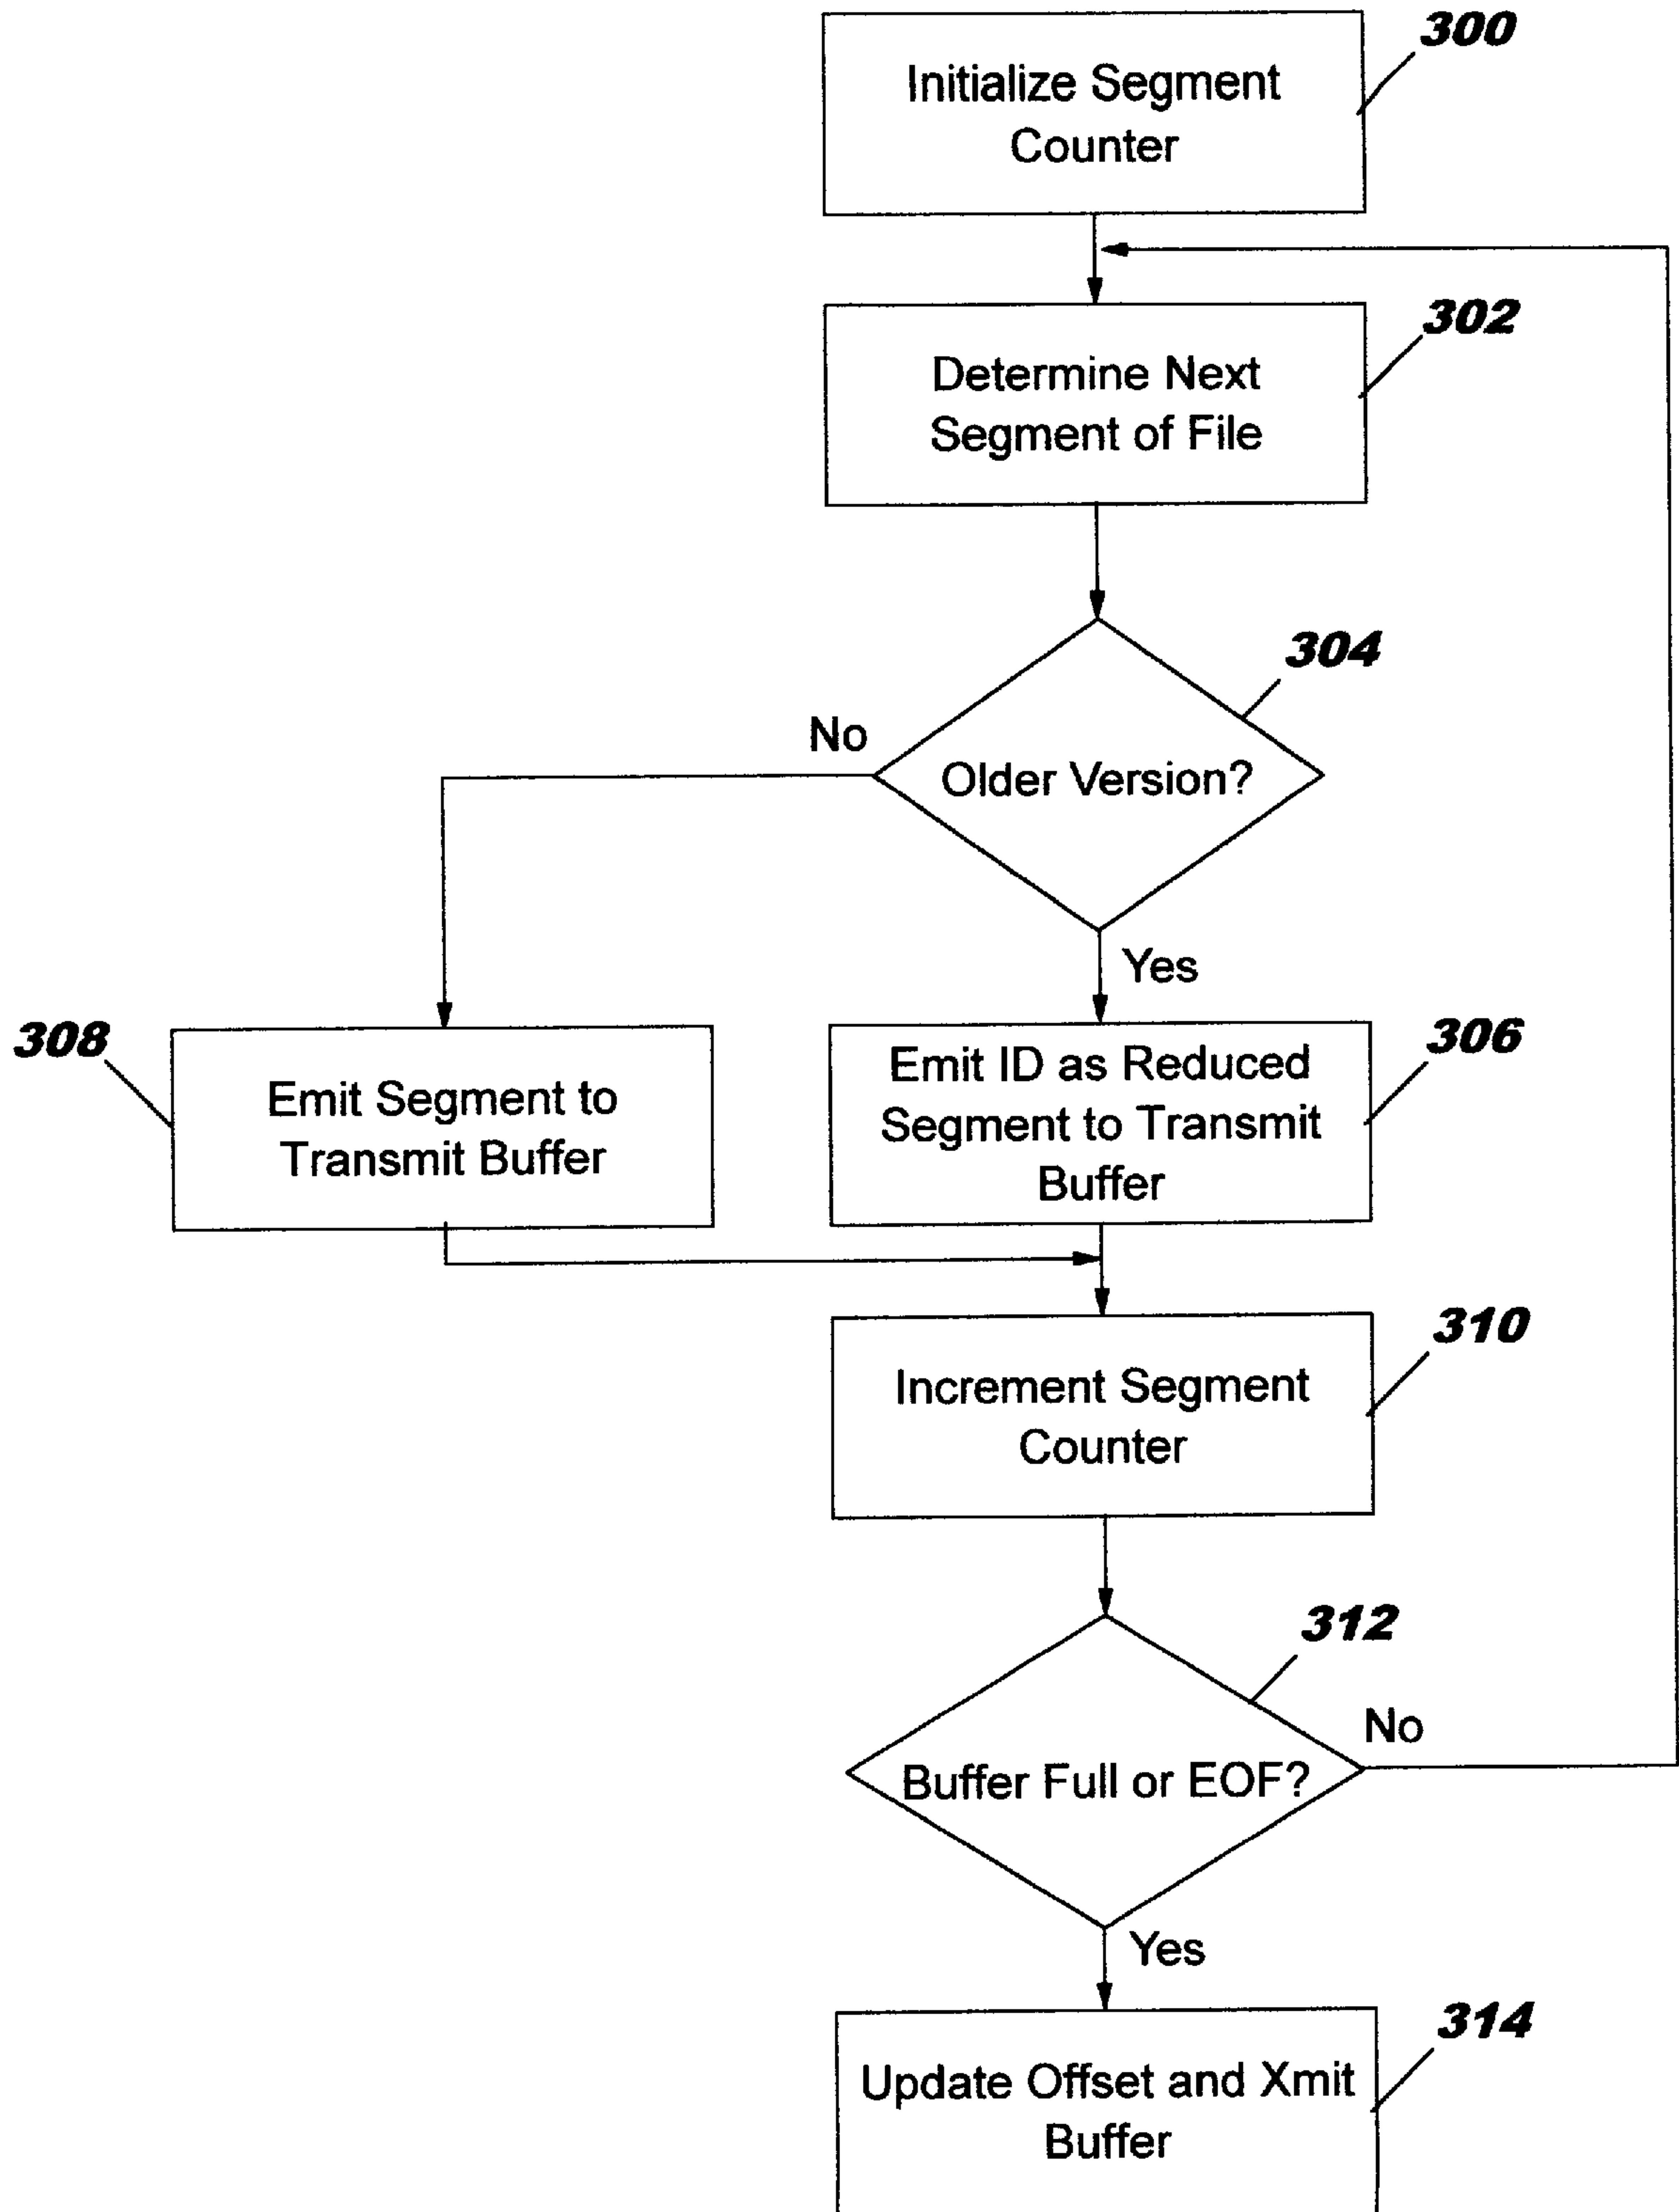 300
Initialize Segment
Counter
302
Determine Next
Segment of File
304
No
Older Version?
Yes
308
Emit Segment to
Transmit Buffer
306
Emit ID as Reduced
Segment to Transmit
Buffer
310
Increment Segment
Counter
312
No
Buffer Full or EOF?
Yes
314
Update Offset and Xmit
Buffer